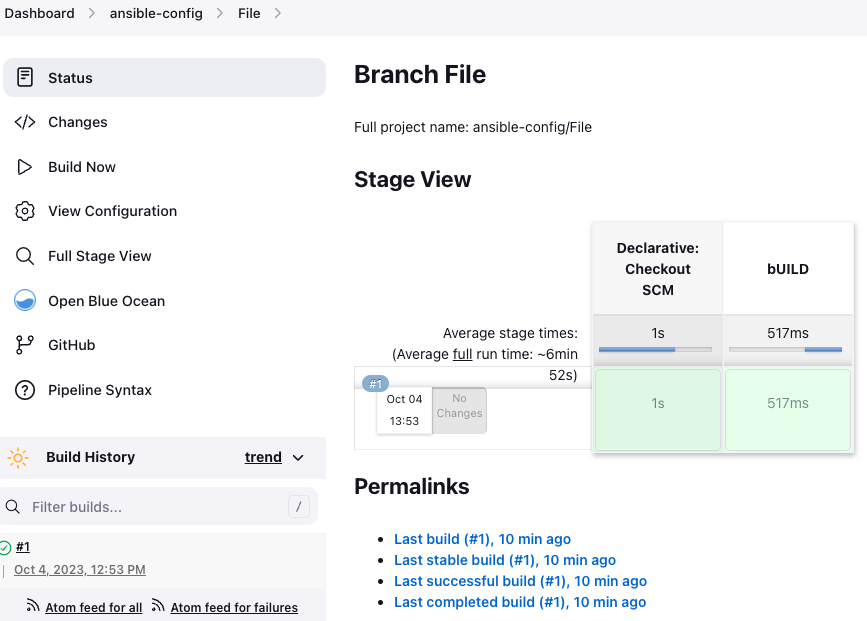 Dashboard > ansible-config > File >
Status
Changes
Build Now
View Configuration
Full Stage View
Open Blue Ocean
GitHub
Pipeline Syntax
Build History trend
Filter builds... /
#1
Oct 4, 2023, 12:53 PM
Atom feed for all Atom feed for failures
Branch File
Full project name: ansible-config/File
Stage View
Declarative:
Checkout
SCM
bUILD
Average stage times:
(Average full run time: ~6min
52s)
1s
517ms
#1
Oct 04
13:53
No
Changes
1s
517ms
Permalinks
Last build (#1), 10 min ago
Last stable build (#1), 10 min ago
Last successful build (#1), 10 min ago
Last completed build (#1), 10 min ago